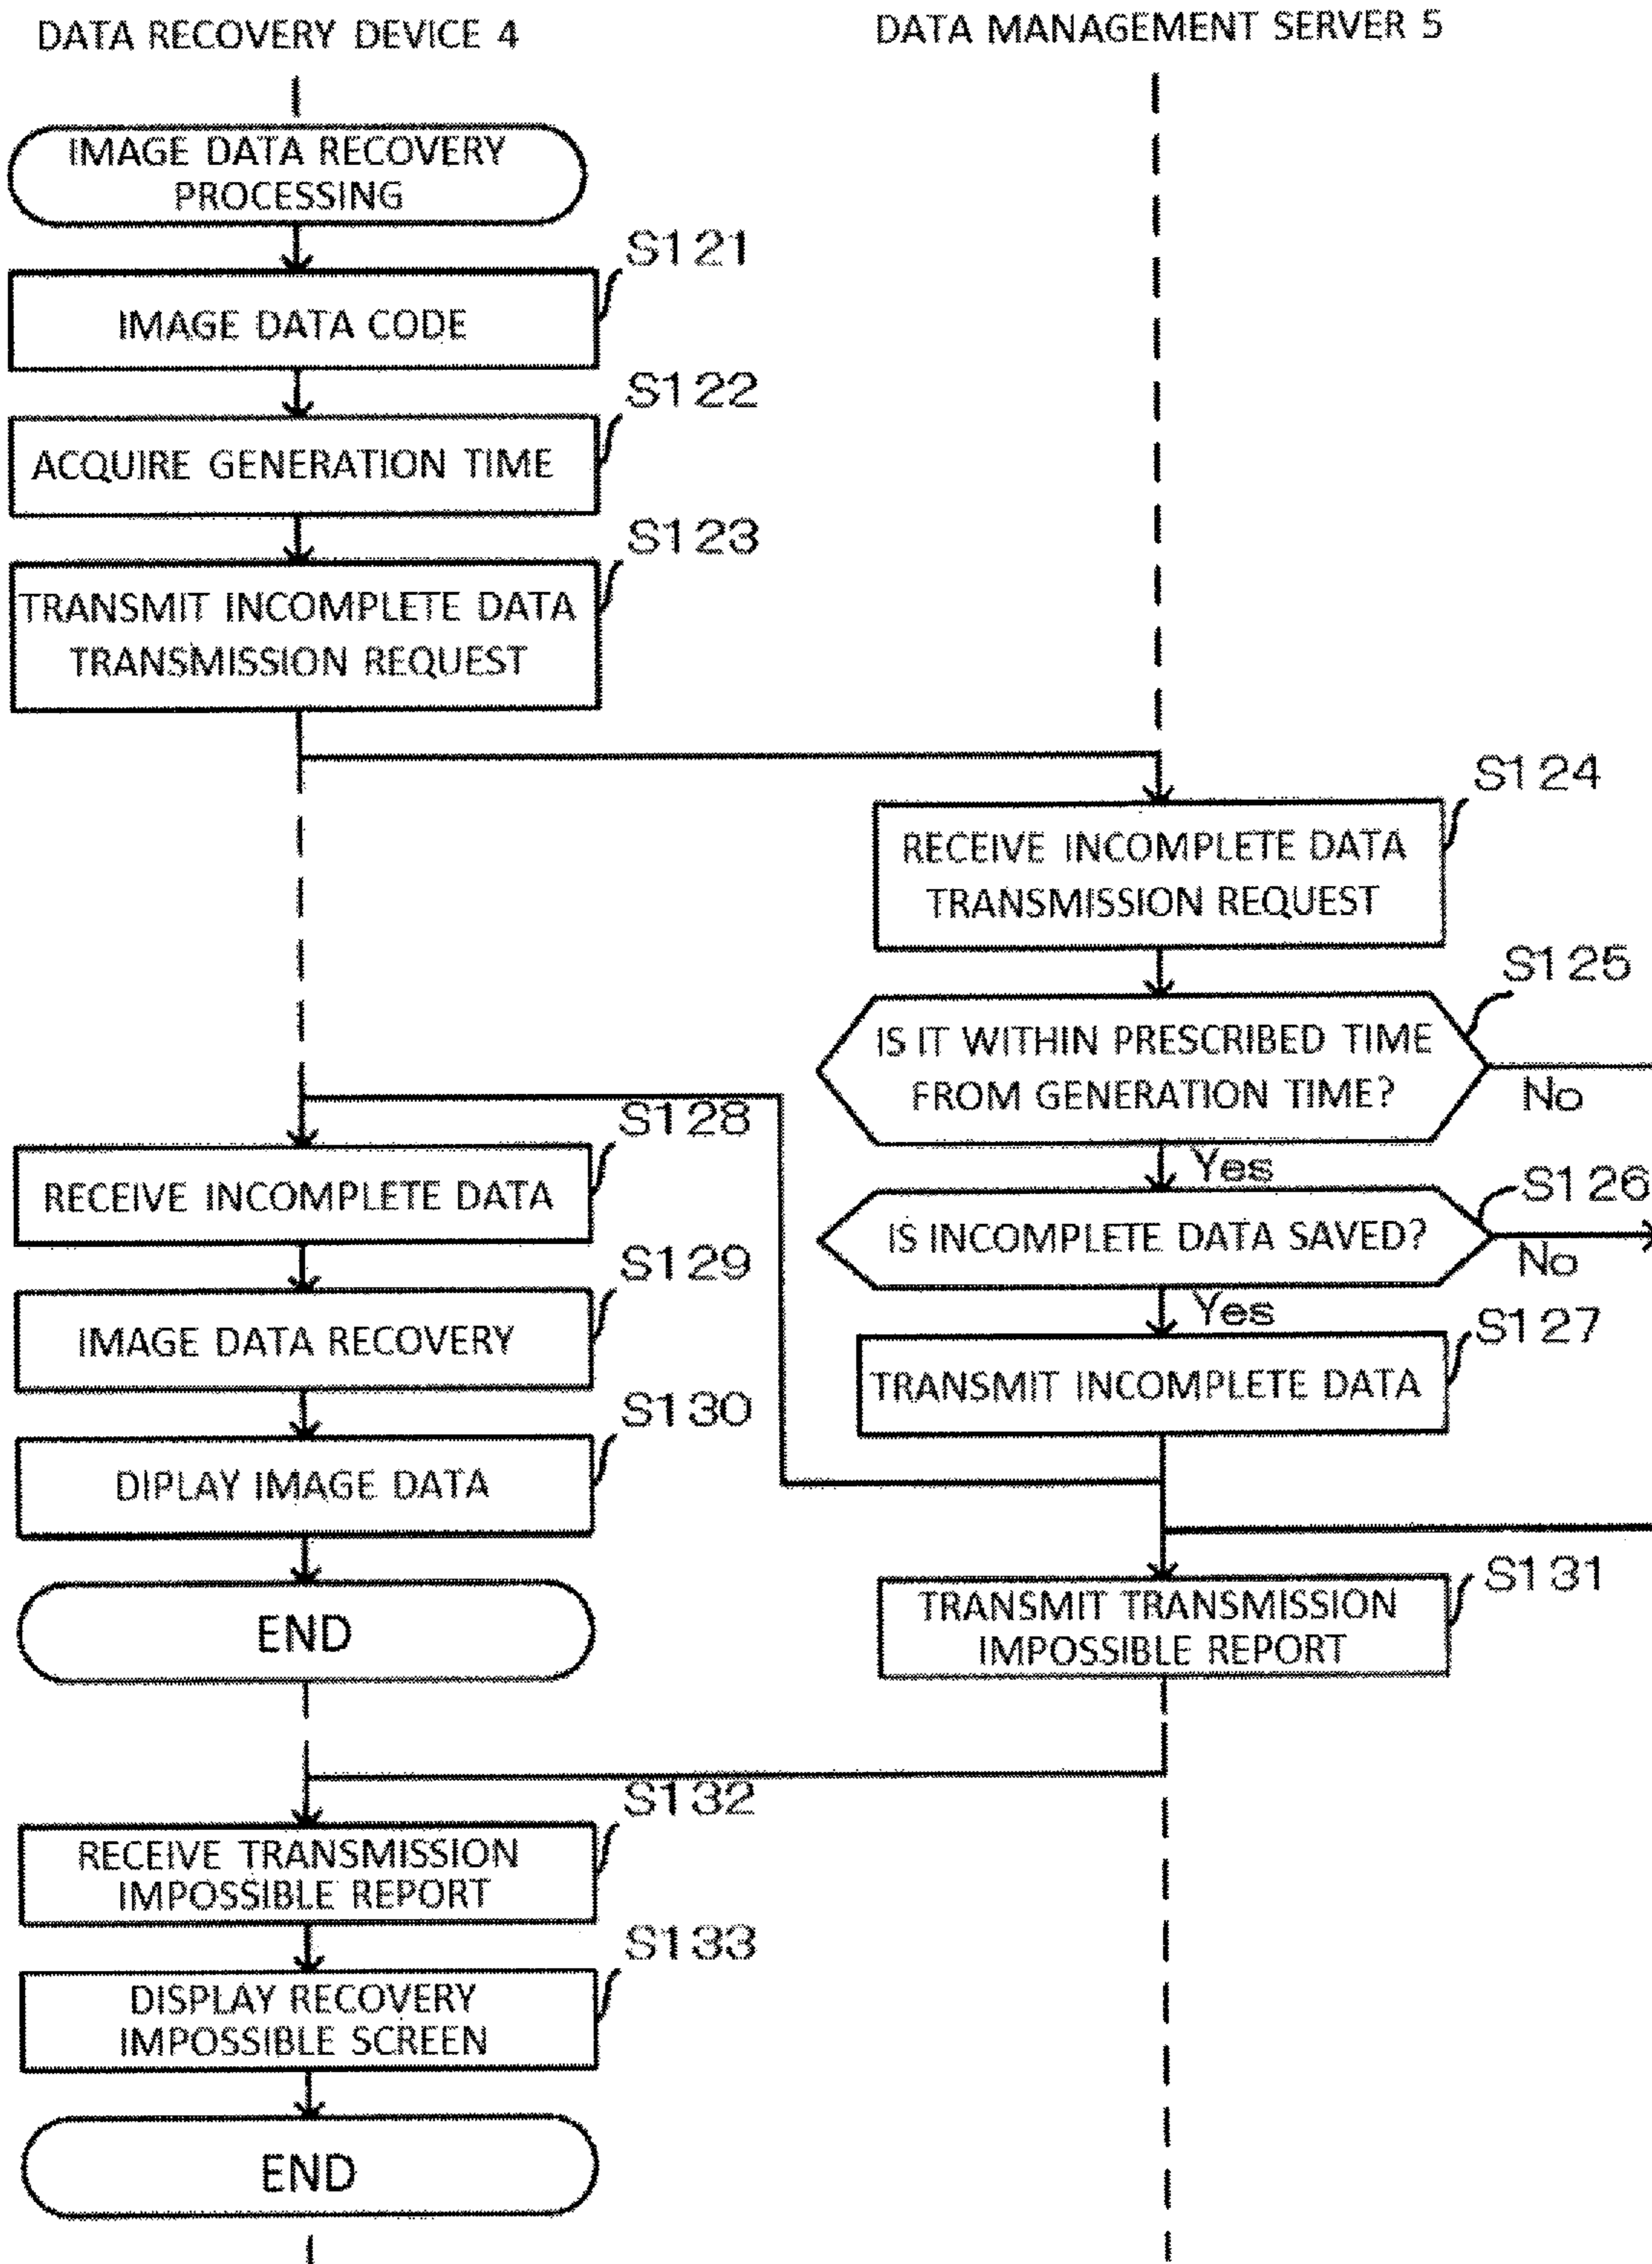 DATA RECOVERY DEVICE 4
DATA MANAGEMENT SERVER 5
IMAGE DATA RECOVERY
PROCESSING
S121
IMAGE DATA CODE
S122
ACQUIRE GENERATION TIME
S123
TRANSMIT INCOMPLETE DATA
TRANSMISSION REQUEST
S124
RECEIVE INCOMPLETE DATA
TRANSMISSION REQUEST
S125
IS IT WITHIN PRESCRIBED TIME
FROM GENERATION TIME?
No
Yes
S126
IS INCOMPLETE DATA SAVED?
No
Yes
S127
TRANSMIT INCOMPLETE DATA
S128
RECEIVE INCOMPLETE DATA
S129
IMAGE DATA RECOVERY
S130
DIPLAY IMAGE DATA
END
S131
TRANSMIT TRANSMISSION
IMPOSSIBLE REPORT
S132
RECEIVE TRANSMISSION
IMPOSSIBLE REPORT
S133
DISPLAY RECOVERY
IMPOSSIBLE SCREEN
END